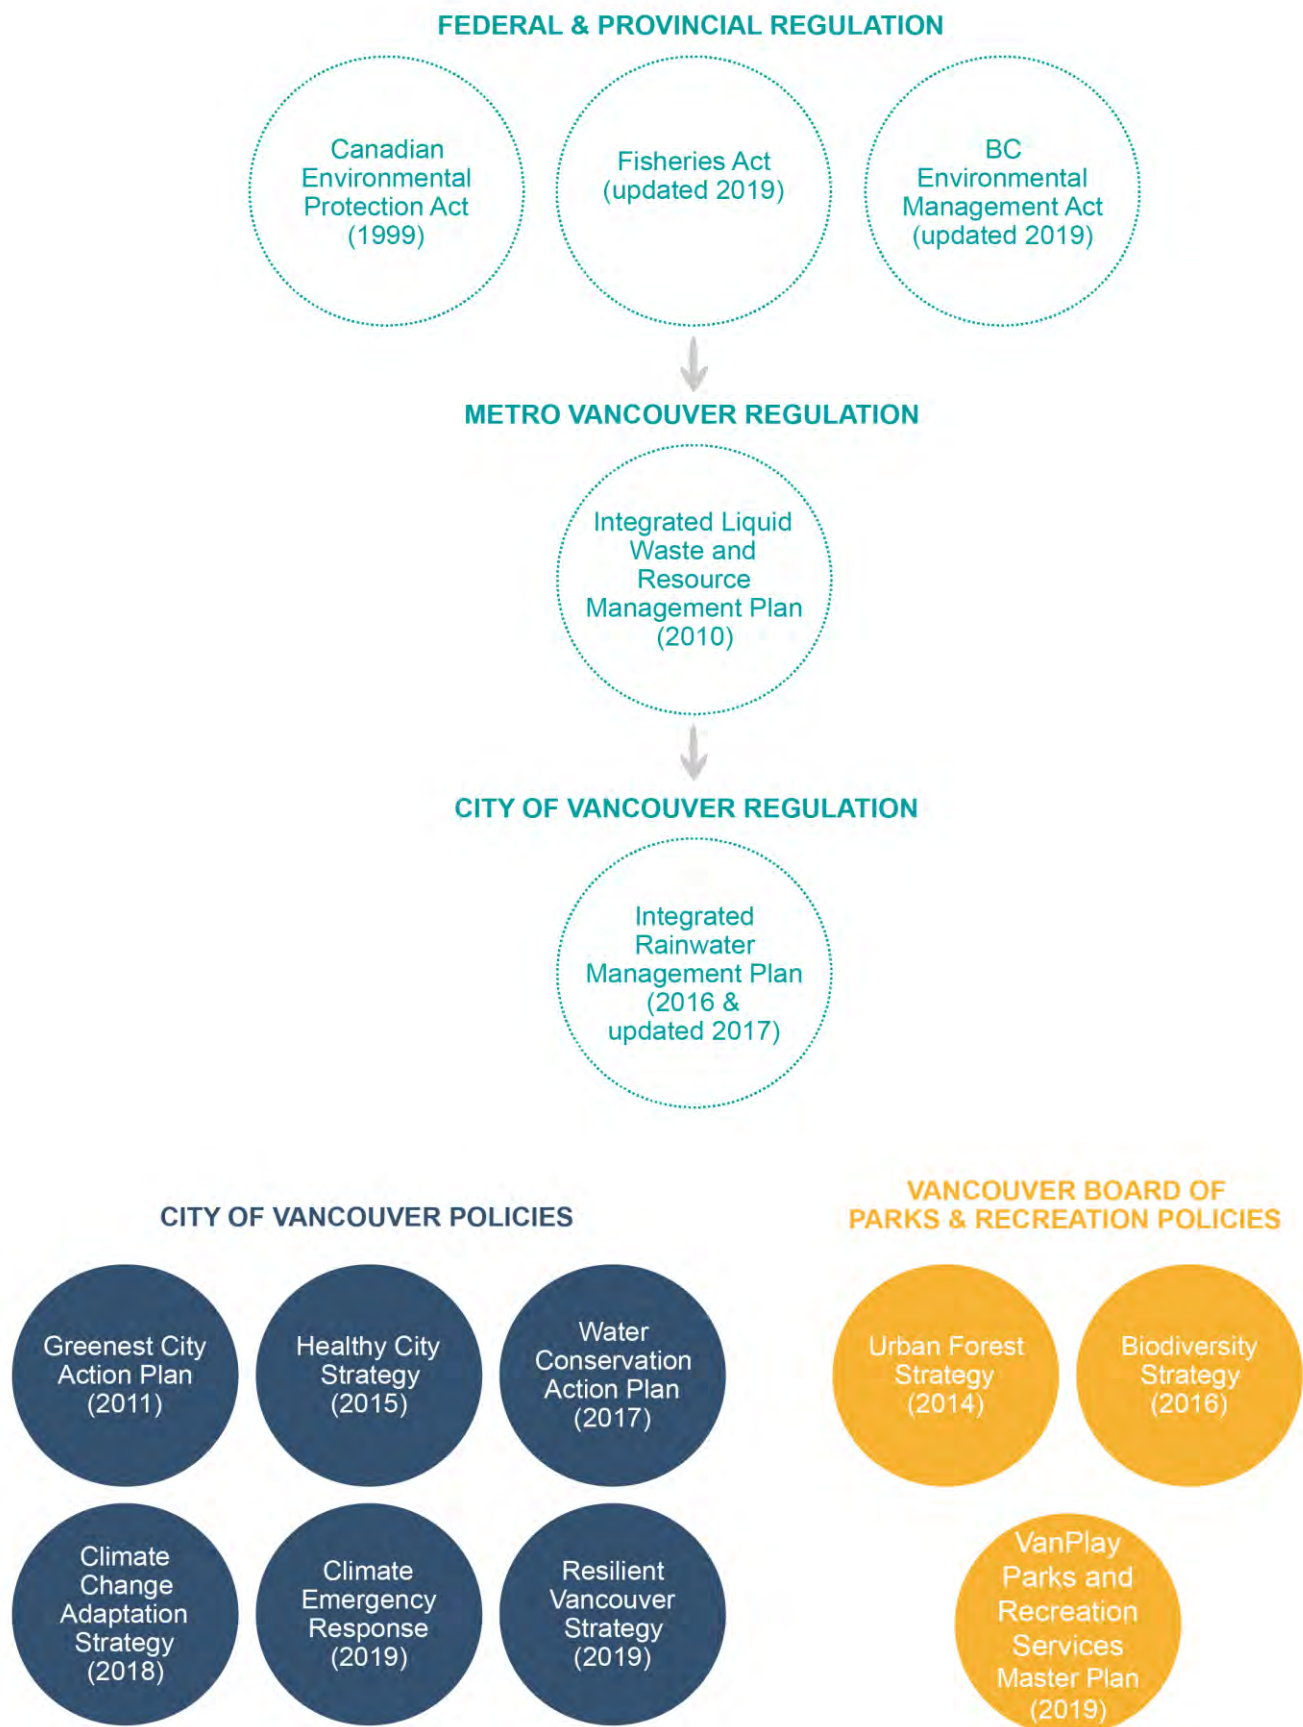 FEDERAL & PROVINCIAL REGULATION
Canadian
Environmental
Protection Act
(1999)
Fisheries Act
(updated 2019)
BC
Environmental
Management Act
(updated 2019)
METRO VANCOUVER REGULATION
Integrated Liquid
Waste and
Resource
Management Plan
(2010)
CITY OF VANCOUVER REGULATION
Integrated
Rainwater
Management Plan
(2016 &
updated 2017)
CITY OF VANCOUVER POLICIES
Greenest City
Action Plan
(2011)
Healthy City
Strategy
(2015)
Water
Conservation
Action Plan
(2017)
Climate
Change
Adaptation
Strategy
(2018)
Climate
Emergency
Response
(2019)
Resilient
Vancouver
Strategy
(2019)
VANCOUVER BOARD OF
PARKS & RECREATION POLICIES
Urban Forest
Strategy
(2014)
Biodiversity
Strategy
(2016)
VanPlay
Parks and
Recreation
Services
Master Plan
(2019)